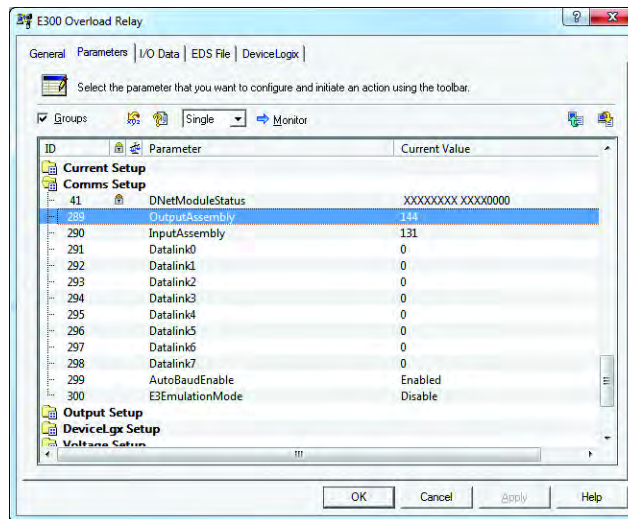 E300 Overload Relay
General Parameters I/O Data EDS File DeviceLogix
Select the parameter that you want to configure and initiate an action using the toolbar.
Groups Single Monitor
ID Parameter Current Value
Current Setup
Comms Setup
41 DNetModuleStatus XXXXXXXX XXXX0000
289 OutputAssembly 144
290 InputAssembly 131
291 Datalink0 0
292 Datalink1 0
293 Datalink2 0
294 Datalink3 0
295 Datalink4 0
296 Datalink5 0
297 Datalink6 0
298 Datalink7 0
299 AutoBaudEnable Enabled
300 E3EmulationMode Disable
Output Setup
DeviceLgx Setup
Voltage Setup
OK Cancel Apply Help